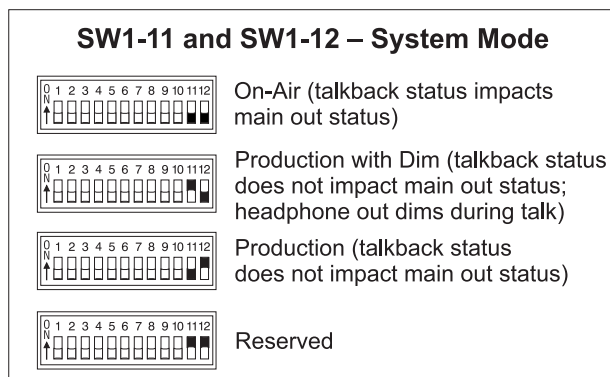 SW1-11 and SW1-12 – System Mode
ON 1 2 3 4 5 6 7 8 9 10 11 12
On-Air (talkback status impacts
main out status)
ON 1 2 3 4 5 6 7 8 9 10 11 12
Production with Dim (talkback status
does not impact main out status;
headphone out dims during talk)
ON 1 2 3 4 5 6 7 8 9 10 11 12
Production (talkback status
does not impact main out status)
ON 1 2 3 4 5 6 7 8 9 10 11 12
Reserved